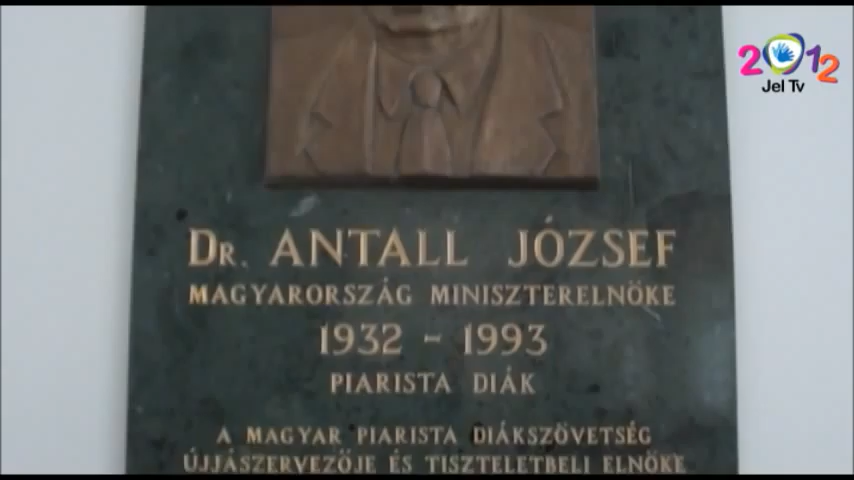 2012
Jel Tv
DR. ANTALL JÓZSEF
MAGYARORSZÁG MINISZTERELNÖKE
1932 - 1993
PIARISTA DIÁK
A MAGYAR PIARISTA DIÁKSZÖVETSÉG
ÚJJÁSZERVEZŐJE ÉS TISZTELETBELI ELNÖKE